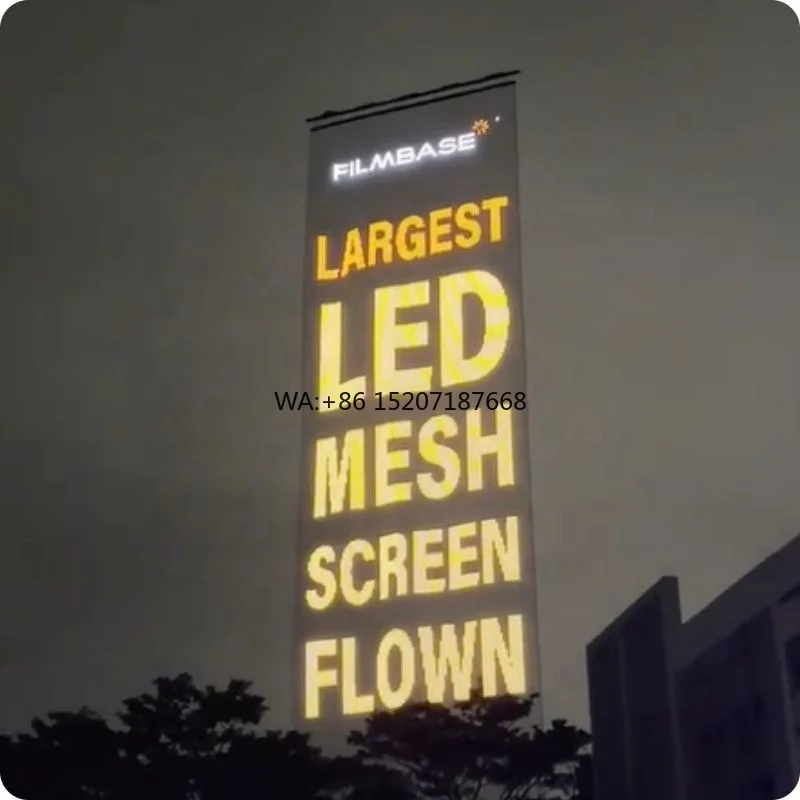 FILMBASE
LARGEST
LED
WA:+86 15207187668
MESH
SCREEN
FLOWN